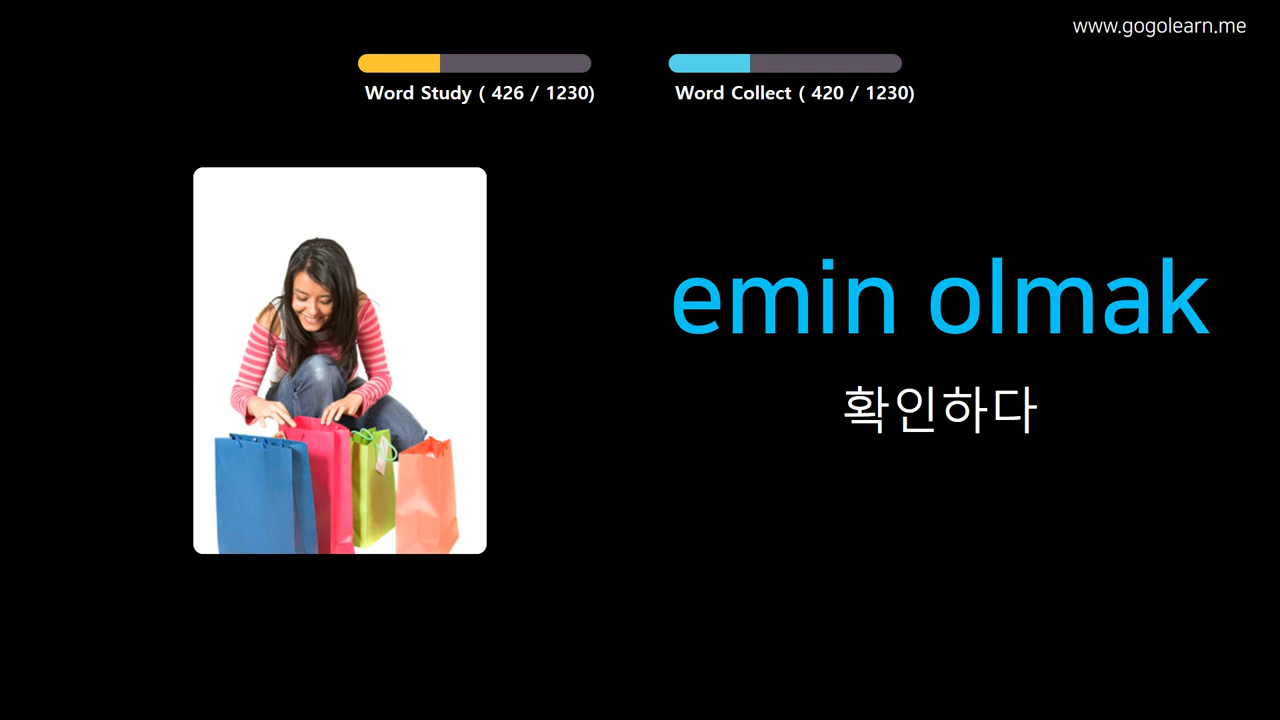 www.gogolearn.me
Word Study ( 426 / 1230)
Word Collect ( 420 / 1230)
emin olmak
확인하다